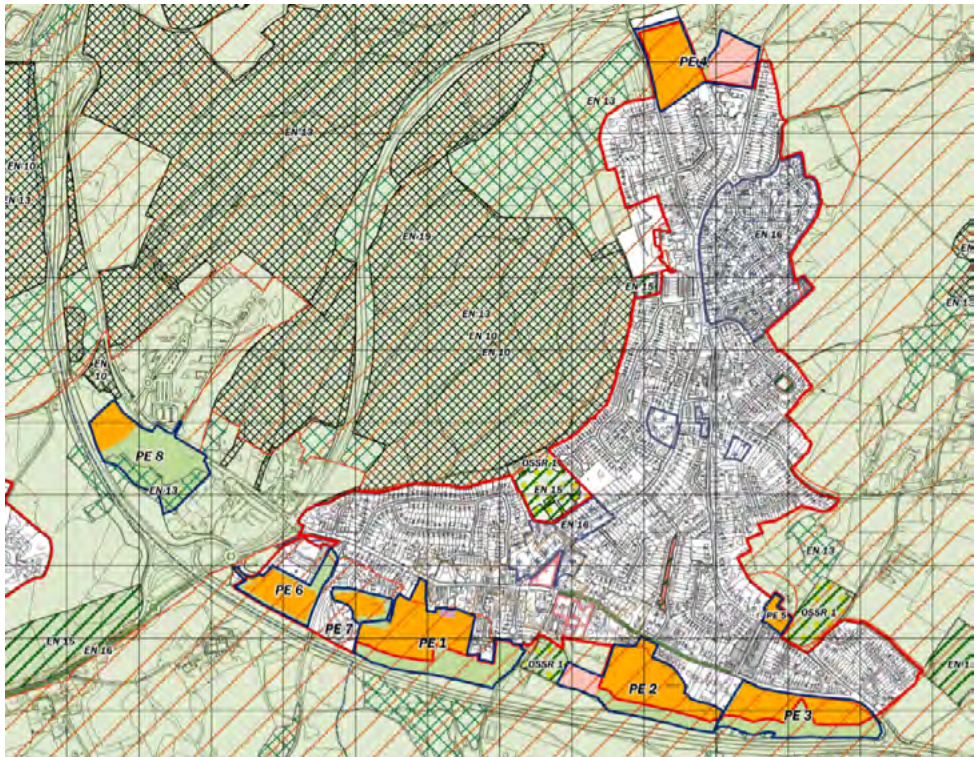 PE 4
EN 13
EN 13
EN 10
EN 13
EN 19
EN 16
EN 15
EN 13
EN 10
EN 10
EN
10
PE 8
EN 13
OSSR 1
EN 15
EN 16
EN 13
PE 6
PE 7
PE 1
OSSR 1
PE 5
OSSR 1
EN 15
EN 16
PE 2
PE 3